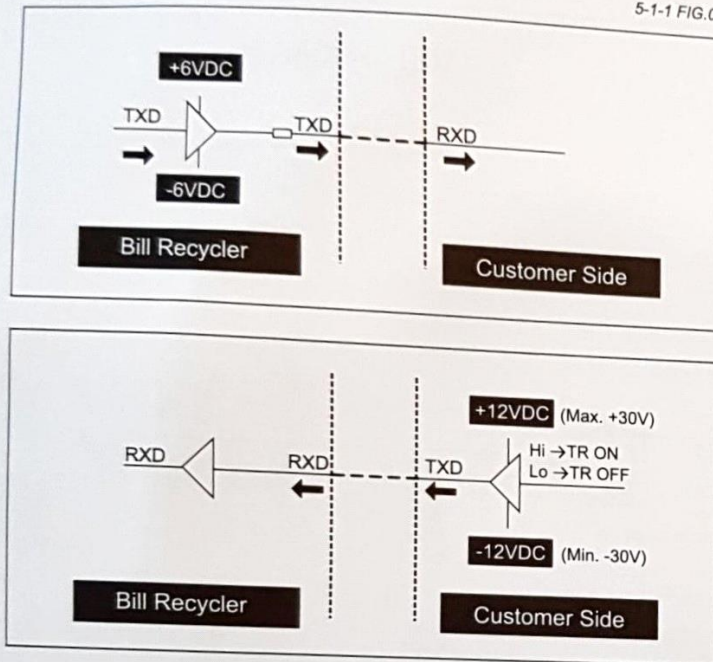 5-1-1 FIG.
+6VDC
TXD
TXD
RXD
-6VDC
Bill Recycler
Customer Side
+12VDC (Max. +30V)
Hi →TR ON
RXD
RXD
TXD
Lo →TR OFF
-12VDC (Min. -30V)
Bill Recycler
Customer Side